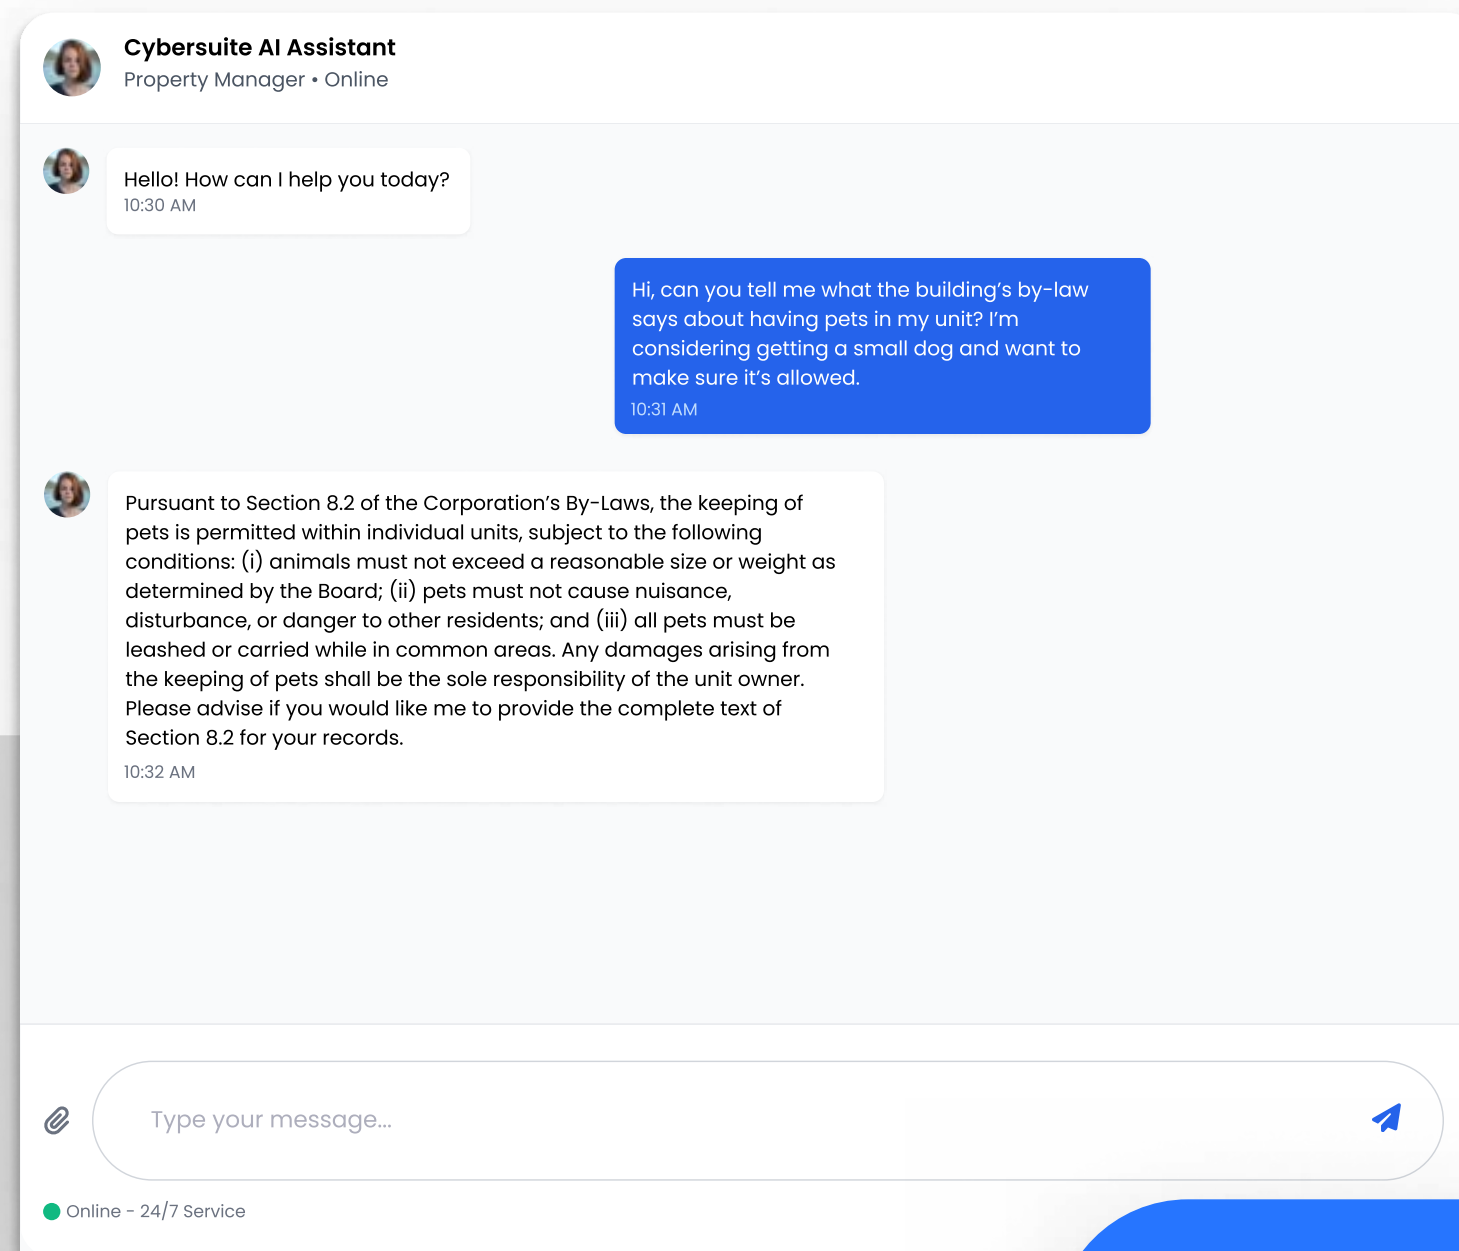 Cybersuite AI Assistant
Property Manager • Online
Hello! How can I help you today?
10:30 AM
Hi, can you tell me what the building’s by-law
says about having pets in my unit? I’m
considering getting a small dog and want to
make sure it’s allowed.
10:31 AM
Pursuant to Section 8.2 of the Corporation’s By-Laws, the keeping of
pets is permitted within individual units, subject to the following
conditions: (i) animals must not exceed a reasonable size or weight as
determined by the Board; (ii) pets must not cause nuisance,
disturbance, or danger to other residents; and (iii) all pets must be
leashed or carried while in common areas. Any damages arising from
the keeping of pets shall be the sole responsibility of the unit owner.
Please advise if you would like me to provide the complete text of
Section 8.2 for your records.
10:32 AM
Type your message...
Online - 24/7 Service